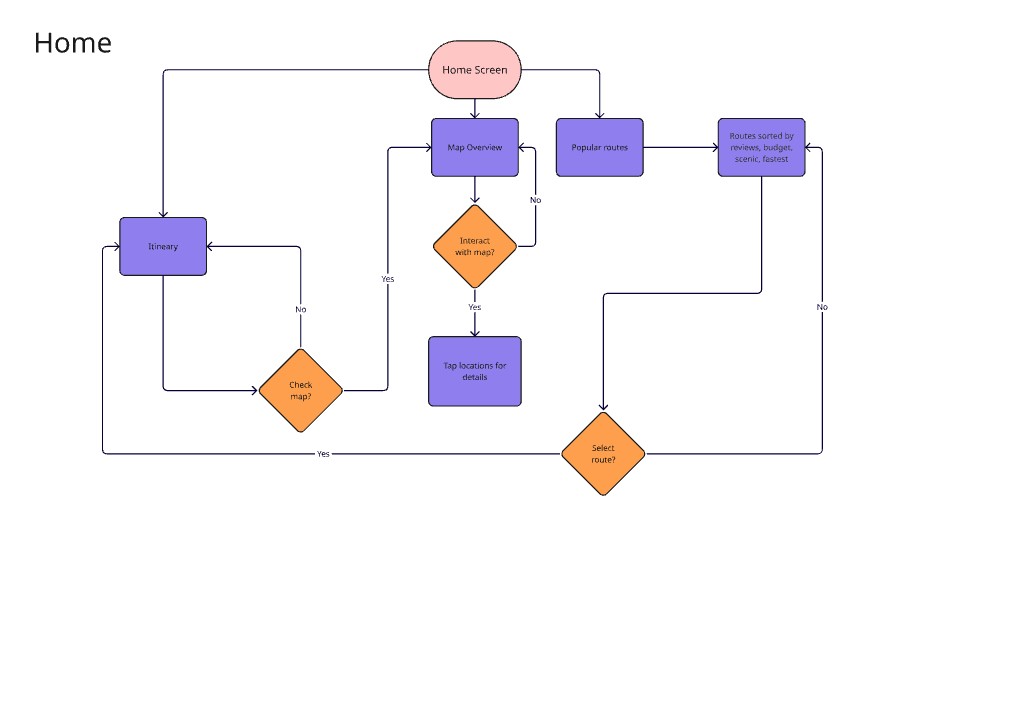 Home
Home Screen
Map Overview
Popular routes
Routes sorted by
reviews, budget,
scenic, fastest
No
Itineary
Interact
with map?
Yes
No
Yes
No
Tap locations for
details
Check
map?
Select
route?
Yes